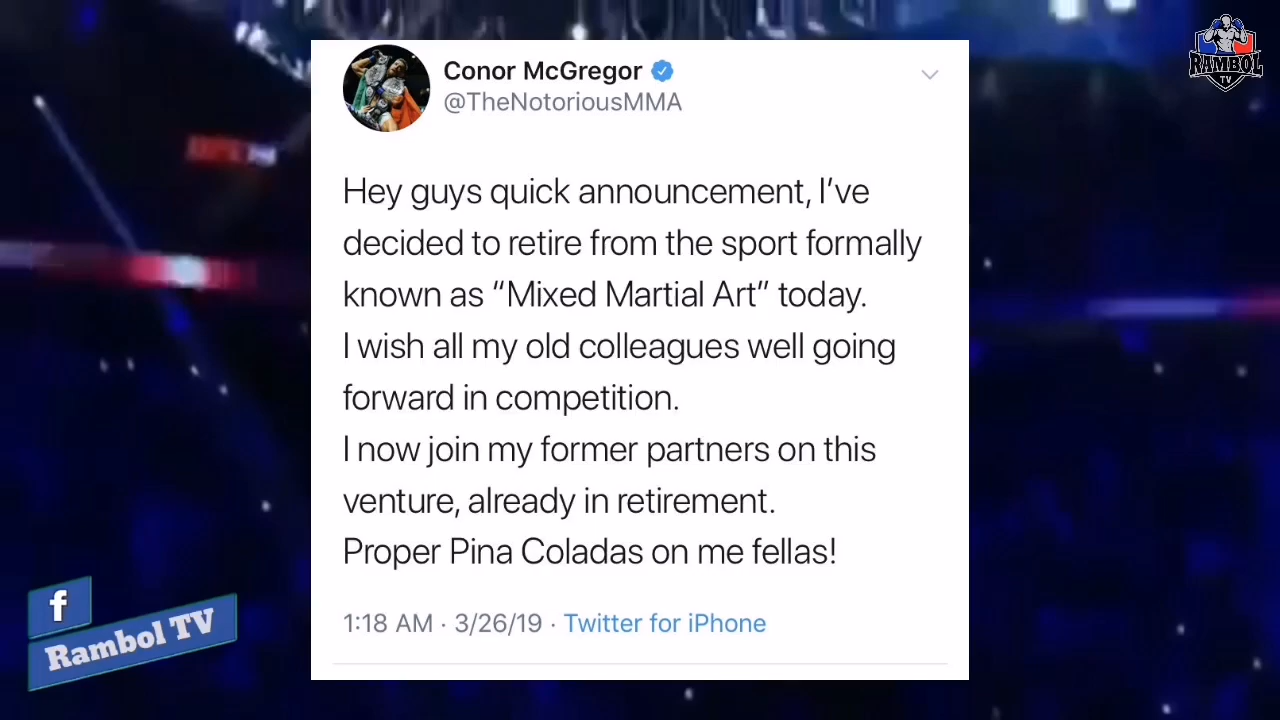 RAMBOL
TV
Conor McGregor
@TheNotoriousMMA
Hey guys quick announcement, I’ve
decided to retire from the sport formally
known as “Mixed Martial Art” today.
I wish all my old colleagues well going
forward in competition.
I now join my former partners on this
venture, already in retirement.
Proper Pina Coladas on me fellas!
1:18 AM · 3/26/19 · Twitter for iPhone
f
Rambol TV